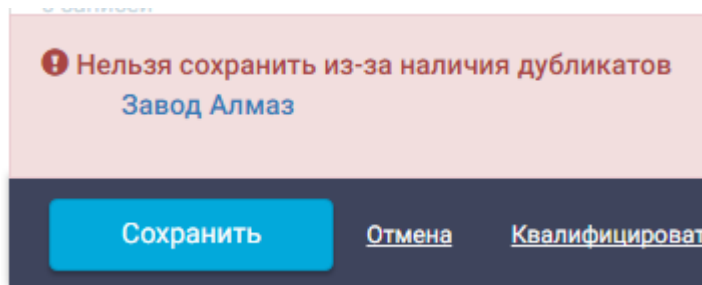 Нельзя сохранить из-за наличия дубликатов
Завод Алмаз
Сохранить Отмена Квалифицироват